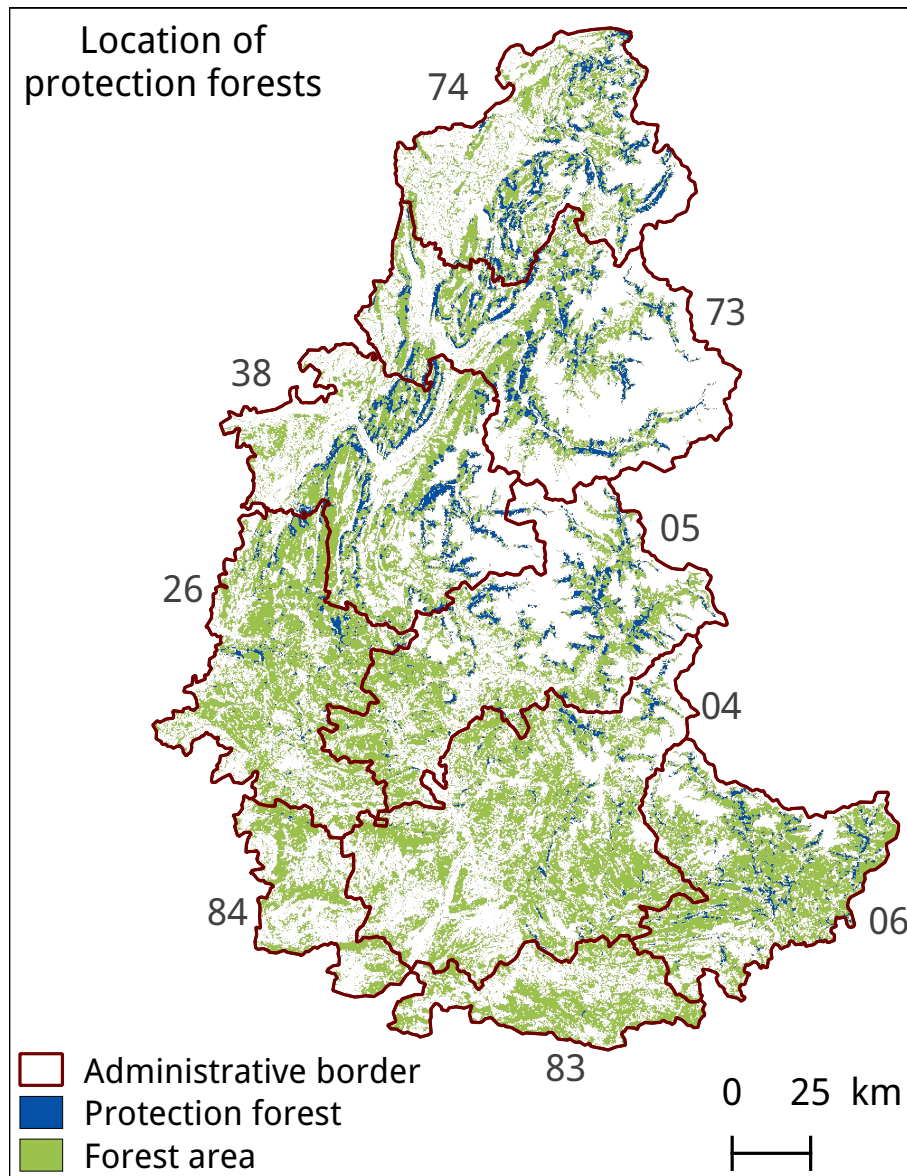 Location of
protection forests
74
73
38
05
26
04
84
06
83
Administrative border
Protection forest
Forest area
0 25 km